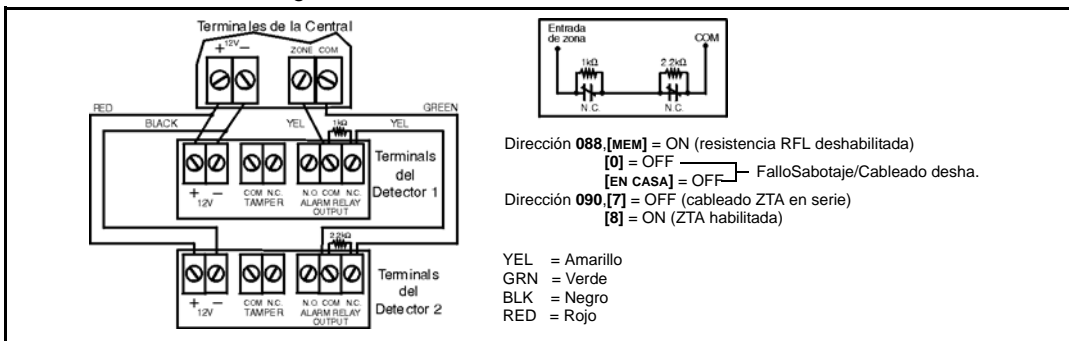 Terminales de la Central
+ 12V –
ZONE COM
RED
GREEN
BLACK
YEL
1kΩ
YEL
Terminals
del
Detector 1
+ –
12V
COM N.C.
TAMPER
N.O. COM N.C.
ALARM RELAY
OUTPUT
2.2kΩ
Terminals
del
Detector 2
+ –
12V
COM N.C.
TAMPER
N.O. COM N.C.
ALARM RELAY
OUTPUT
Entrada
de zona
COM
1kΩ
2.2kΩ
N.C.
N.C.
Dirección 088,[MEM] = ON (resistencia RFL deshabilitada)
[0] = OFF
[EN CASA] = OFF
FalloSabotaje/Cableado desha.
Dirección 090,[7] = OFF (cableado ZTA en serie)
[8] = ON (ZTA habilitada)
YEL = Amarillo
GRN = Verde
BLK = Negro
RED = Rojo